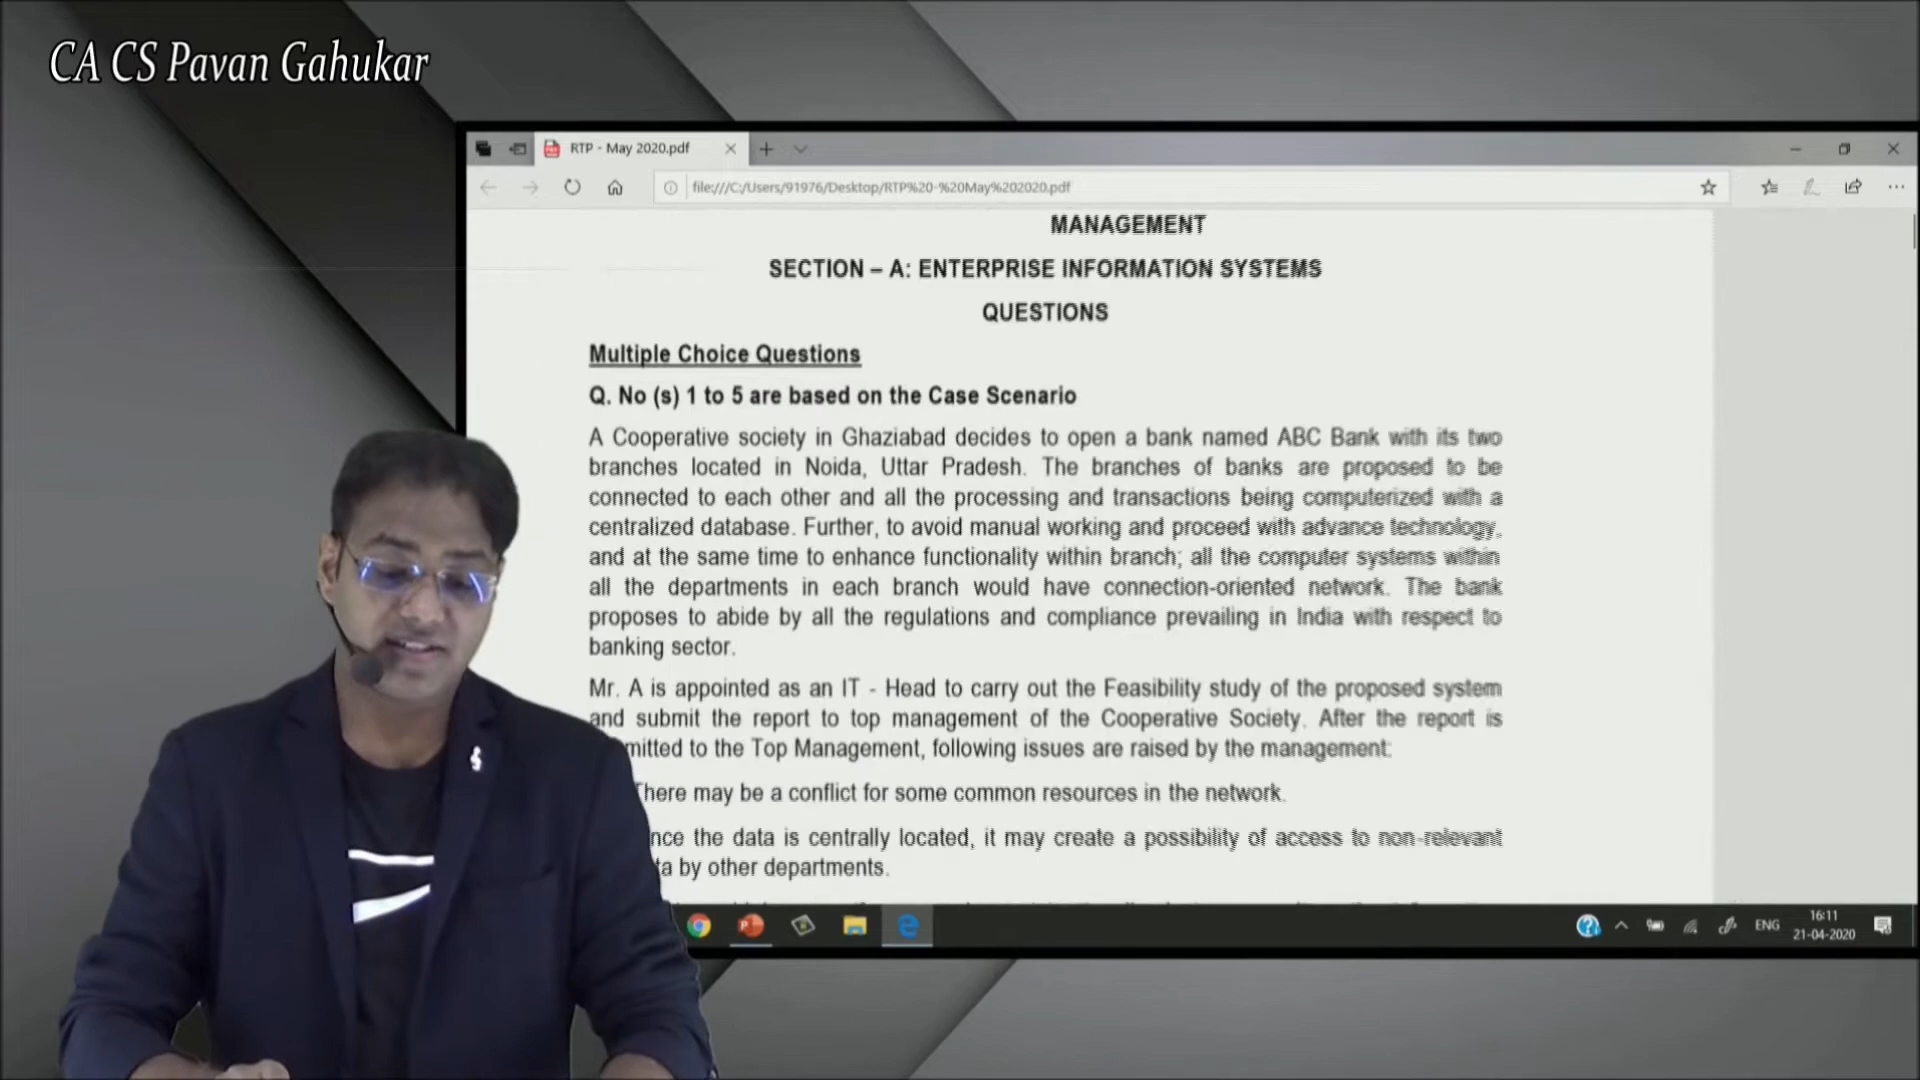 CA CS Pavan Gahukar
RTP - May 2020.pdf
file:///C:/Users/91976/Desktop/RTP%20-%20May%202020.pdf
MANAGEMENT
SECTION – A: ENTERPRISE INFORMATION SYSTEMS
QUESTIONS
Multiple Choice Questions
Q. No (s) 1 to 5 are based on the Case Scenario
A Cooperative society in Ghaziabad decides to open a bank named ABC Bank with its two
branches located in Noida, Uttar Pradesh. The branches of banks are proposed to be
connected to each other and all the processing and transactions being computerized with a
centralized database. Further, to avoid manual working and proceed with advance technology,
and at the same time to enhance functionality within branch; all the computer systems within
all the departments in each branch would have connection-oriented network. The bank
proposes to abide by all the regulations and compliance prevailing in India with respect to
banking sector.
Mr. A is appointed as an IT - Head to carry out the Feasibility study of the proposed system
and submit the report to top management of the Cooperative Society. After the report is
mitted to the Top Management, following issues are raised by the management:
There may be a conflict for some common resources in the network.
nce the data is centrally located, it may create a possibility of access to non-relevant
ta by other departments.
ENG
16:11
21-04-2020